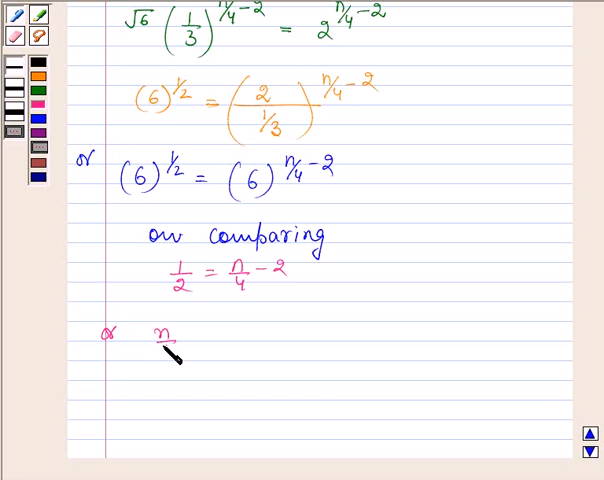 √6 (1/3)^(n/4 − 2) = 2^(n/4 − 2)
(6)^(1/2) = (2/(1/3))^(n/4 − 2)
or (6)^(1/2) = (6)^(n/4 − 2)
on comparing
1/2 = n/4 − 2
or n